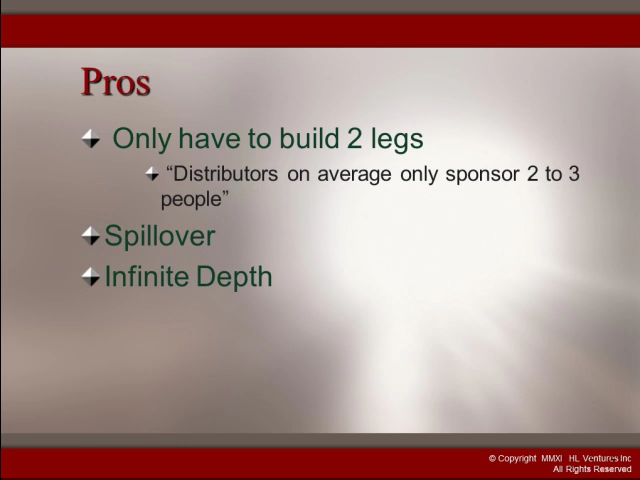 Pros
Only have to build 2 legs
“Distributors on average only sponsor 2 to 3
people”
Spillover
Infinite Depth
© Copyright MMXI HL Ventures Inc
All Rights Reserved